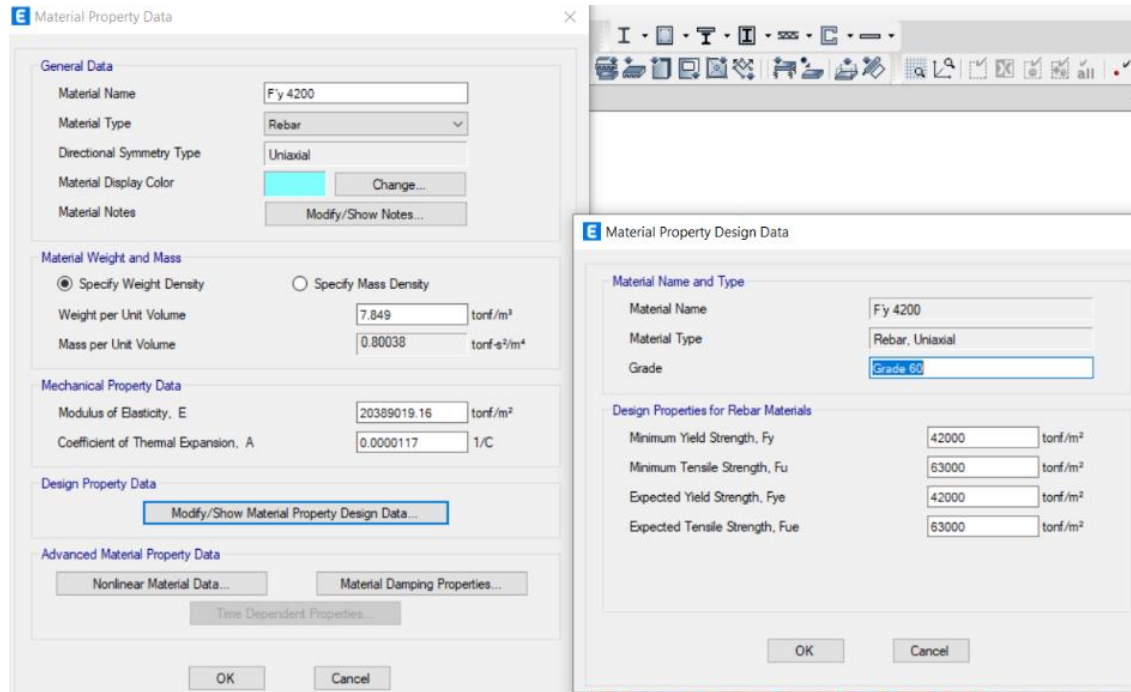 Material Property Data
General Data
Material Name F'y 4200
Material Type Rebar
Directional Symmetry Type Uniaxial
Material Display Color Change...
Material Notes Modify/Show Notes...
Material Weight and Mass
Specify Weight Density Specify Mass Density
Weight per Unit Volume 7.849 tonf/m³
Mass per Unit Volume 0.80038 tonf-s²/m⁴
Mechanical Property Data
Modulus of Elasticity, E 20389019.16 tonf/m²
Coefficient of Thermal Expansion, A 0.0000117 1/C
Design Property Data
Modify/Show Material Property Design Data...
Advanced Material Property Data
Nonlinear Material Data... Material Damping Properties...
Time Dependent Properties...
OK Cancel
all
Material Property Design Data
Material Name and Type
Material Name F'y 4200
Material Type Rebar, Uniaxial
Grade Grade 60
Design Properties for Rebar Materials
Minimum Yield Strength, Fy 42000 tonf/m²
Minimum Tensile Strength, Fu 63000 tonf/m²
Expected Yield Strength, Fye 42000 tonf/m²
Expected Tensile Strength, Fue 63000 tonf/m²
OK Cancel